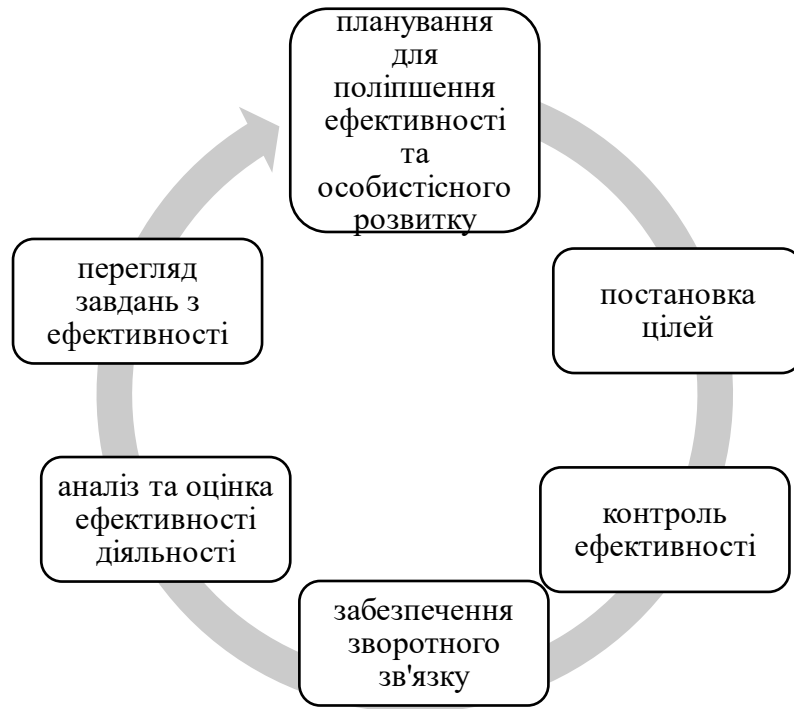 планування
для
поліпшення
ефективності
та
особистісного
розвитку
постановка
цілей
контроль
ефективності
забезпечення
зворотного
зв'язку
аналіз та оцінка
ефективності
діяльності
перегляд
завдань з
ефективності